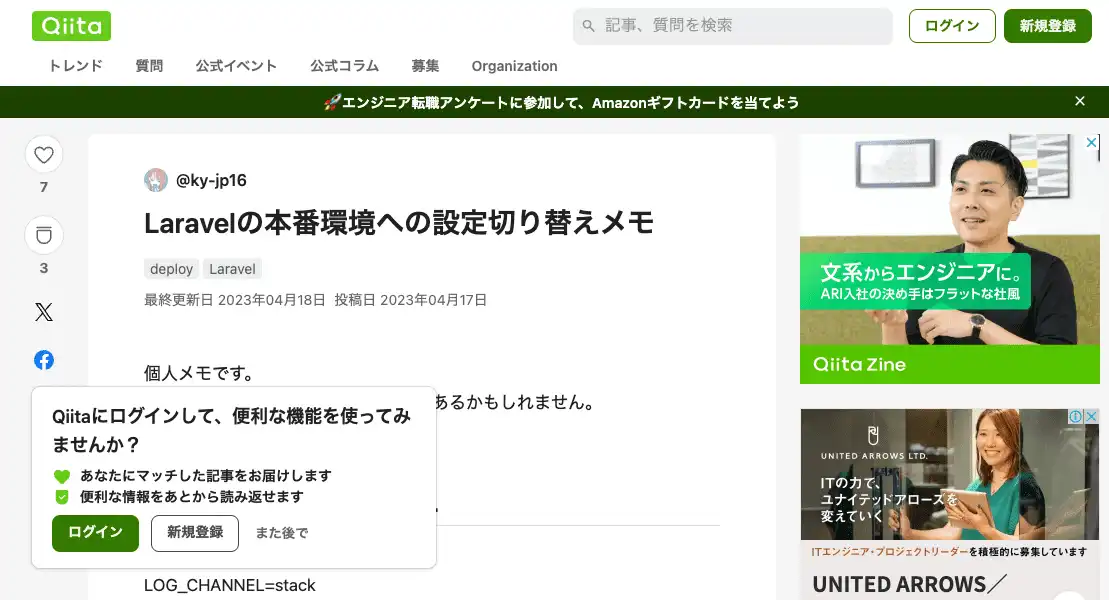 Qiita
記事、質問を検索
ログイン
新規登録
トレンド
質問
公式イベント
公式コラム
募集
Organization
🚀エンジニア転職アンケートに参加して、Amazonギフトカードを当てよう
7
3
@ky-jp16
Laravelの本番環境への設定切り替えメモ
deploy
Laravel
最終更新日 2023年04月18日 投稿日 2023年04月17日
個人メモです。
あるかもしれません。
Qiitaにログインして、便利な機能を使ってみ
ませんか？
あなたにマッチした記事をお届けします
便利な情報をあとから読み返せます
ログイン
新規登録
また後で
LOG_CHANNEL=stack
文系からエンジニアに。
ARI入社の決め手はフラットな社風
Qiita Zine
UNITED ARROWS LTD.
ITの力で、
ユナイテッドアローズを
変えていく
ITエンジニア・プロジェクトリーダーを積極的に募集しています
UNITED ARROWS／